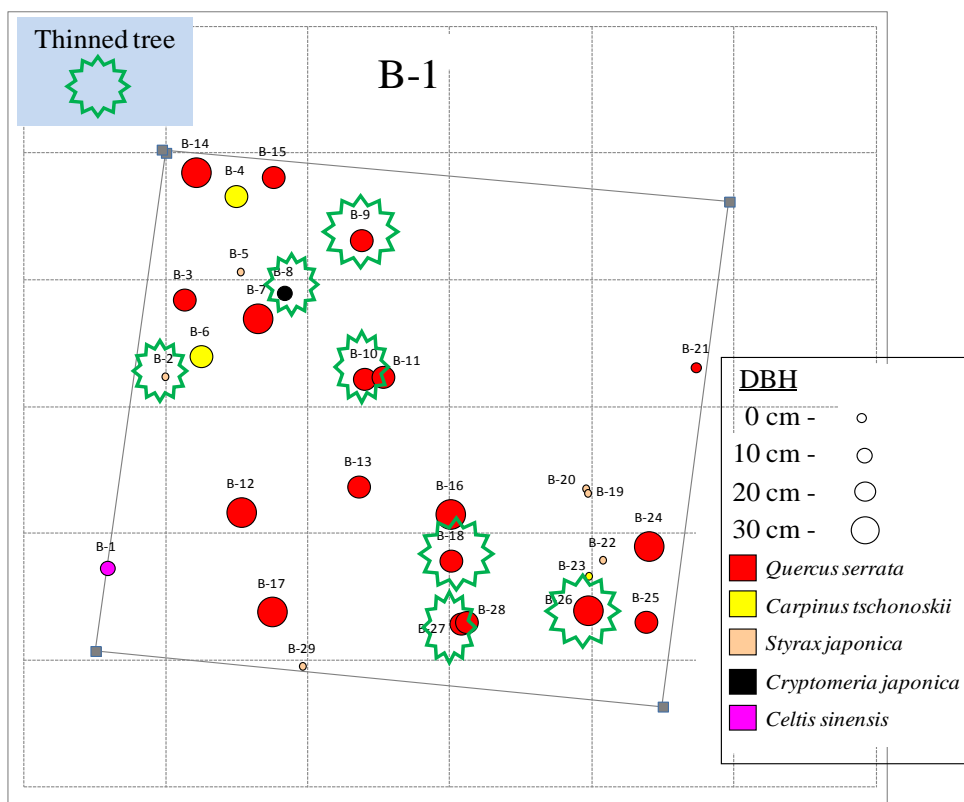 Thinned tree
B-1
B-14
B-15
B-4
B-9
B-5
B-8
B-3
B-7
B-6
B-2
B-10
B-11
B-21
B-13
B-12
B-16
B-20
B-19
B-24
B-18
B-1
B-22
B-23
B-17
B-26
B-25
B-28
B-27
B-29
DBH
0 cm -
10 cm -
20 cm -
30 cm -
Quercus serrata
Carpinus tschonoskii
Styrax japonica
Cryptomeria japonica
Celtis sinensis